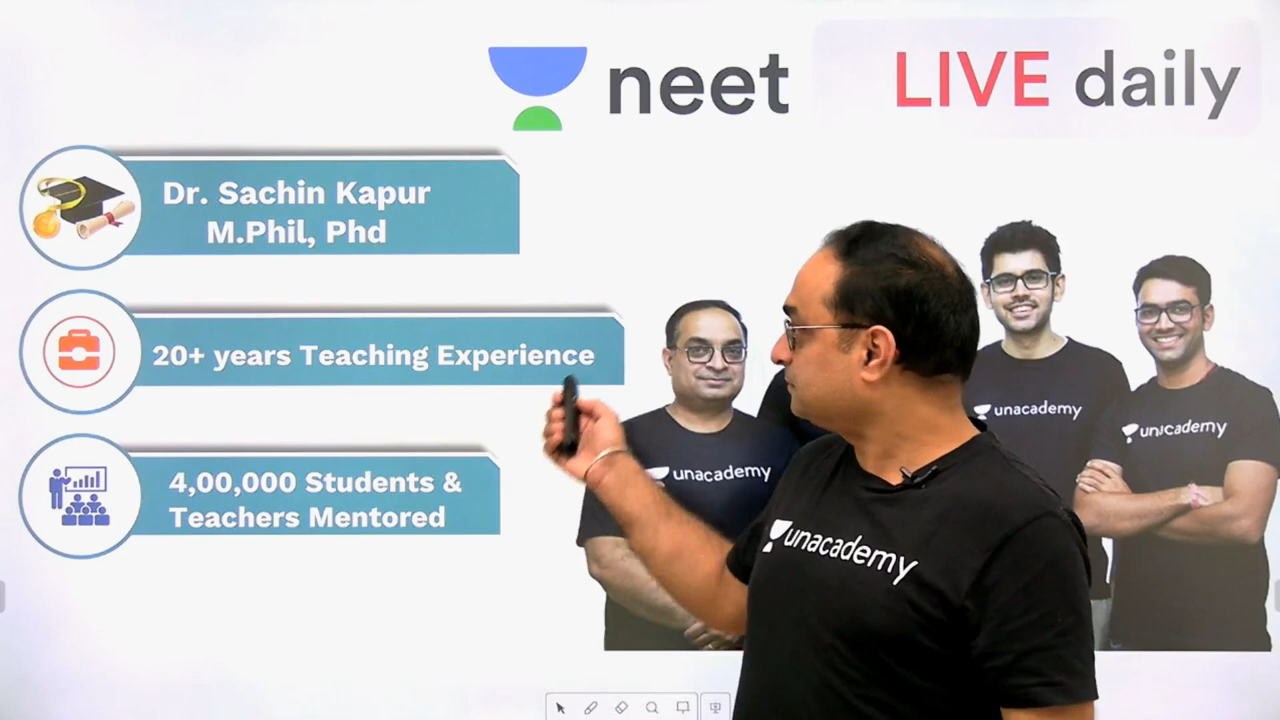 neet
LIVE daily
Dr. Sachin Kapur
M.Phil, Phd
20+ years Teaching Experience
4,00,000 Students &
Teachers Mentored
unacademy
unacademy
unacademy
unacademy